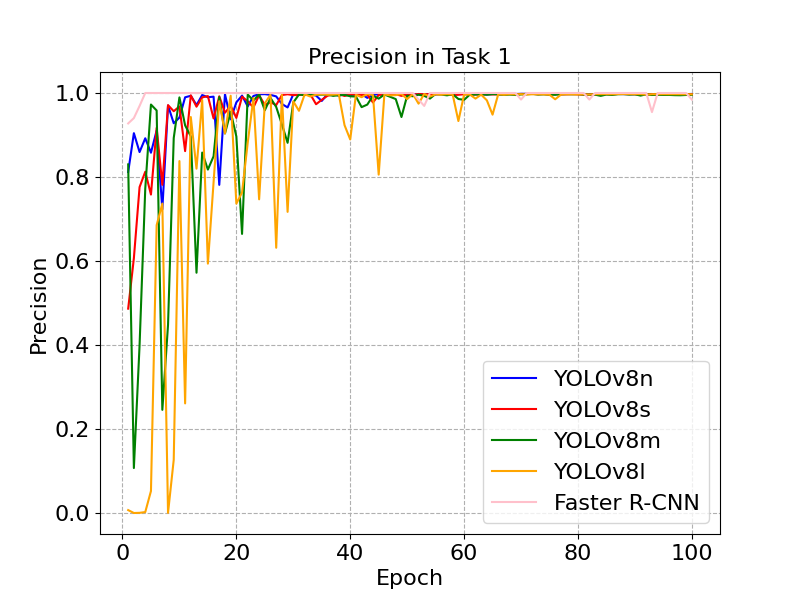 Precision in Task 1
Precision
1.0
0.8
0.6
0.4
0.2
0.0
YOLOv8n
YOLOv8s
YOLOv8m
YOLOv8l
Faster R-CNN
0 20 40 60 80 100
Epoch